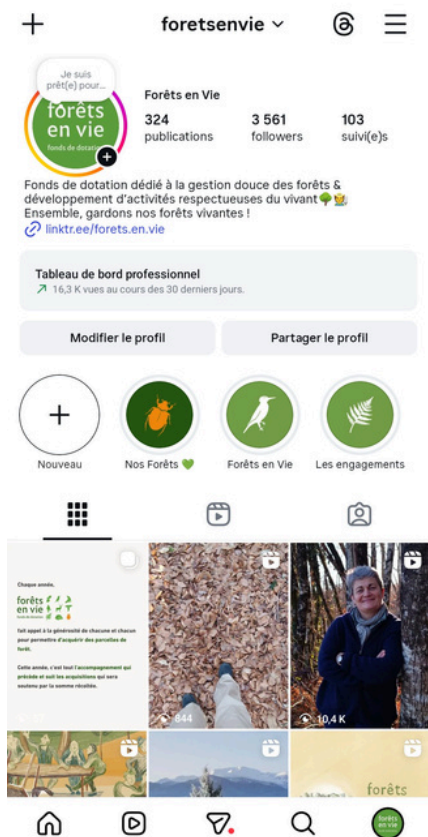 foretsenvie
Je suis
prêt(e) pour...
forêts
en vie
fonds de dotation
Forêts en Vie
324
3 561
103
publications
followers
suivi(e)s
Fonds de dotation dédié à la gestion douce des forêts &
développement d'activités respectueuses du vivant🌳🧑‍🌾
Ensemble, gardons nos forêts vivantes !
linktr.ee/forets.en.vie
Tableau de bord professionnel
16,3 K vues au cours des 30 derniers jours.
Modifier le profil
Partager le profil
Nouveau
Nos Forêts 💚
Forêts en Vie
Les engagements
Chaque année,
forêts
en vie
fait appel à la générosité de chacune et chacun
pour permettre d'acquérir des parcelles de
forêt.
Cette année, c'est tout l'accompagnement qui
précède et suit les acquisitions qui sera
soutenu par la somme récoltée.
844
10,4 K
forêts
forêts
en vie